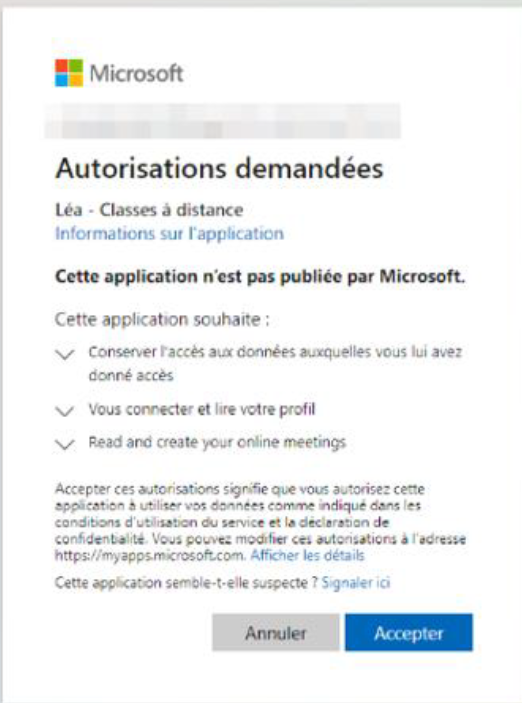 Microsoft
Autorisations demandées
Léa - Classes à distance
Informations sur l'application
Cette application n'est pas publiée par Microsoft.
Cette application souhaite :
Conserver l'accès aux données auxquelles vous lui avez
donné accès
Vous connecter et lire votre profil
Read and create your online meetings
Accepter ces autorisations signifie que vous autorisez cette
application à utiliser vos données comme indiqué dans les
conditions d'utilisation du service et la déclaration de
confidentialité. Vous pouvez modifier ces autorisations à l'adresse
https://myapps.microsoft.com. Afficher les détails
Cette application semble-t-elle suspecte ? Signaler ici
Annuler
Accepter